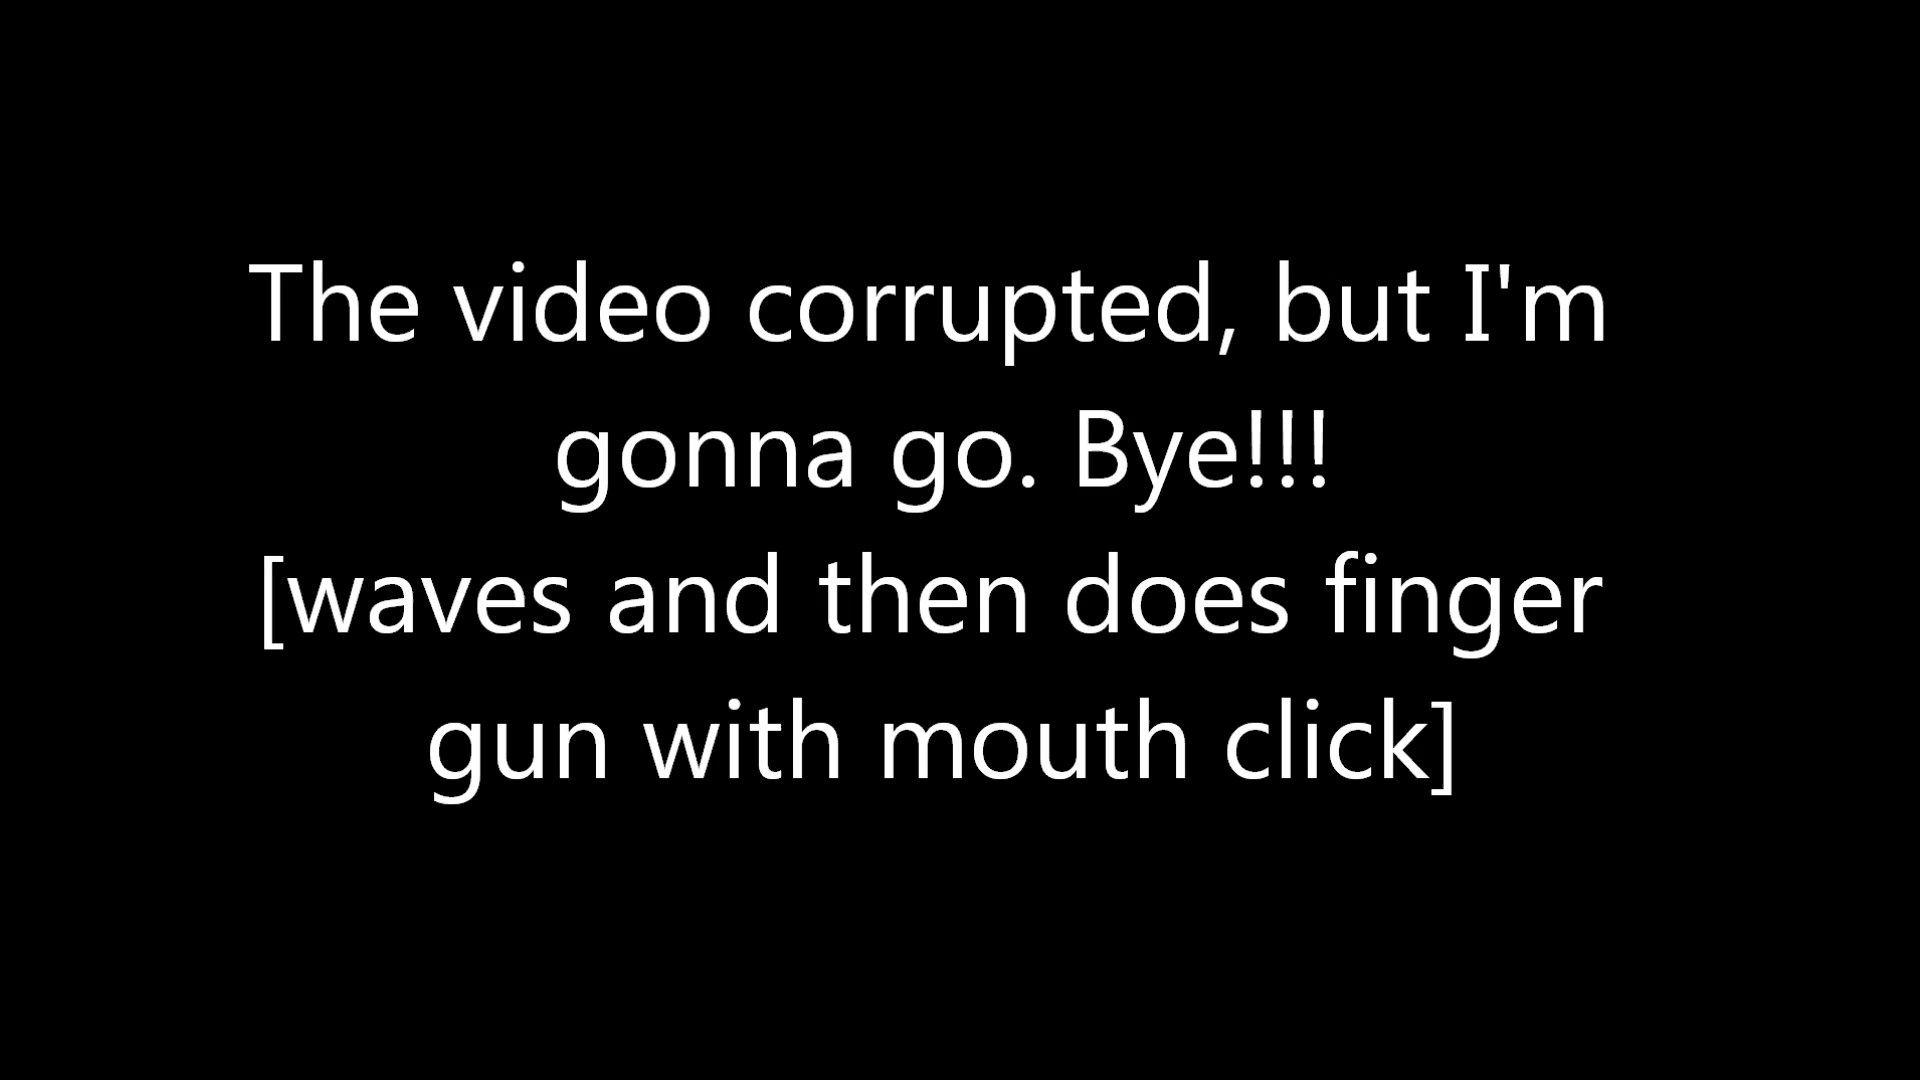 The video corrupted, but I'm
gonna go. Bye!!!
[waves and then does finger
gun with mouth click]